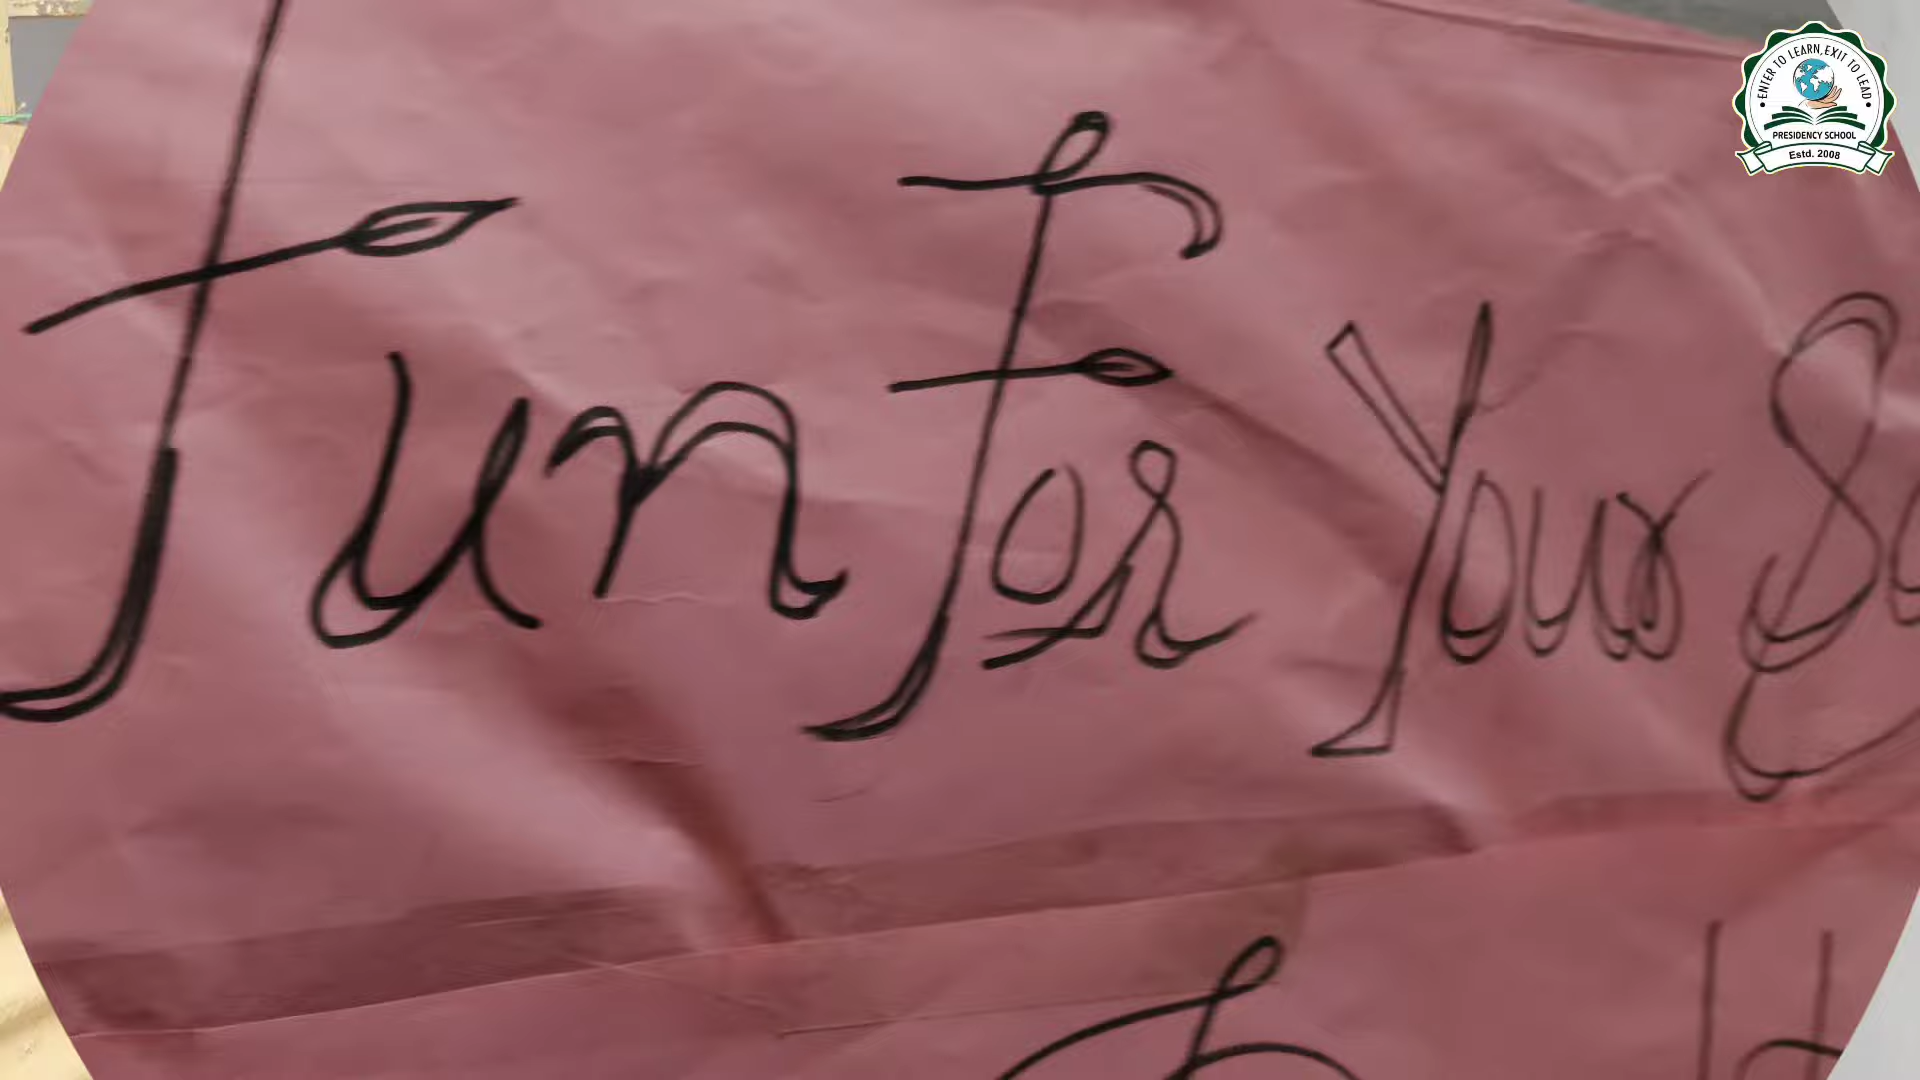 Fun For Your
ENTER TO LEARN, EXIT TO LEAD
PRESIDENCY SCHOOL
Estd. 2008